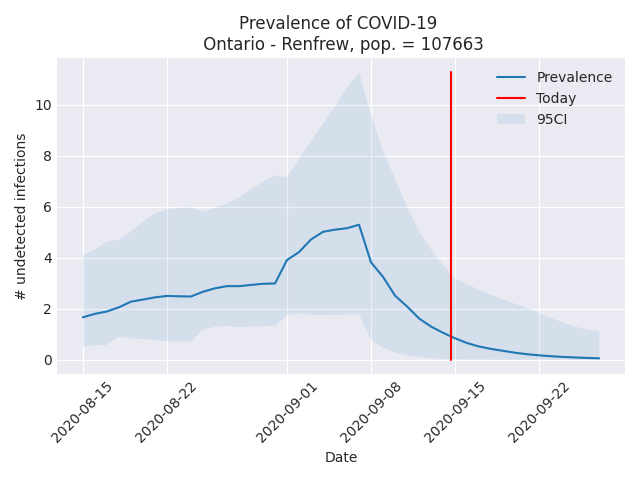 Prevalence of COVID-19
Ontario - Renfrew, pop. = 107663
Prevalence
Today
95CI
# undetected infections
10
8
6
4
2
0
2020-08-15
2020-08-22
2020-09-01
2020-09-08
2020-09-15
2020-09-22
Date